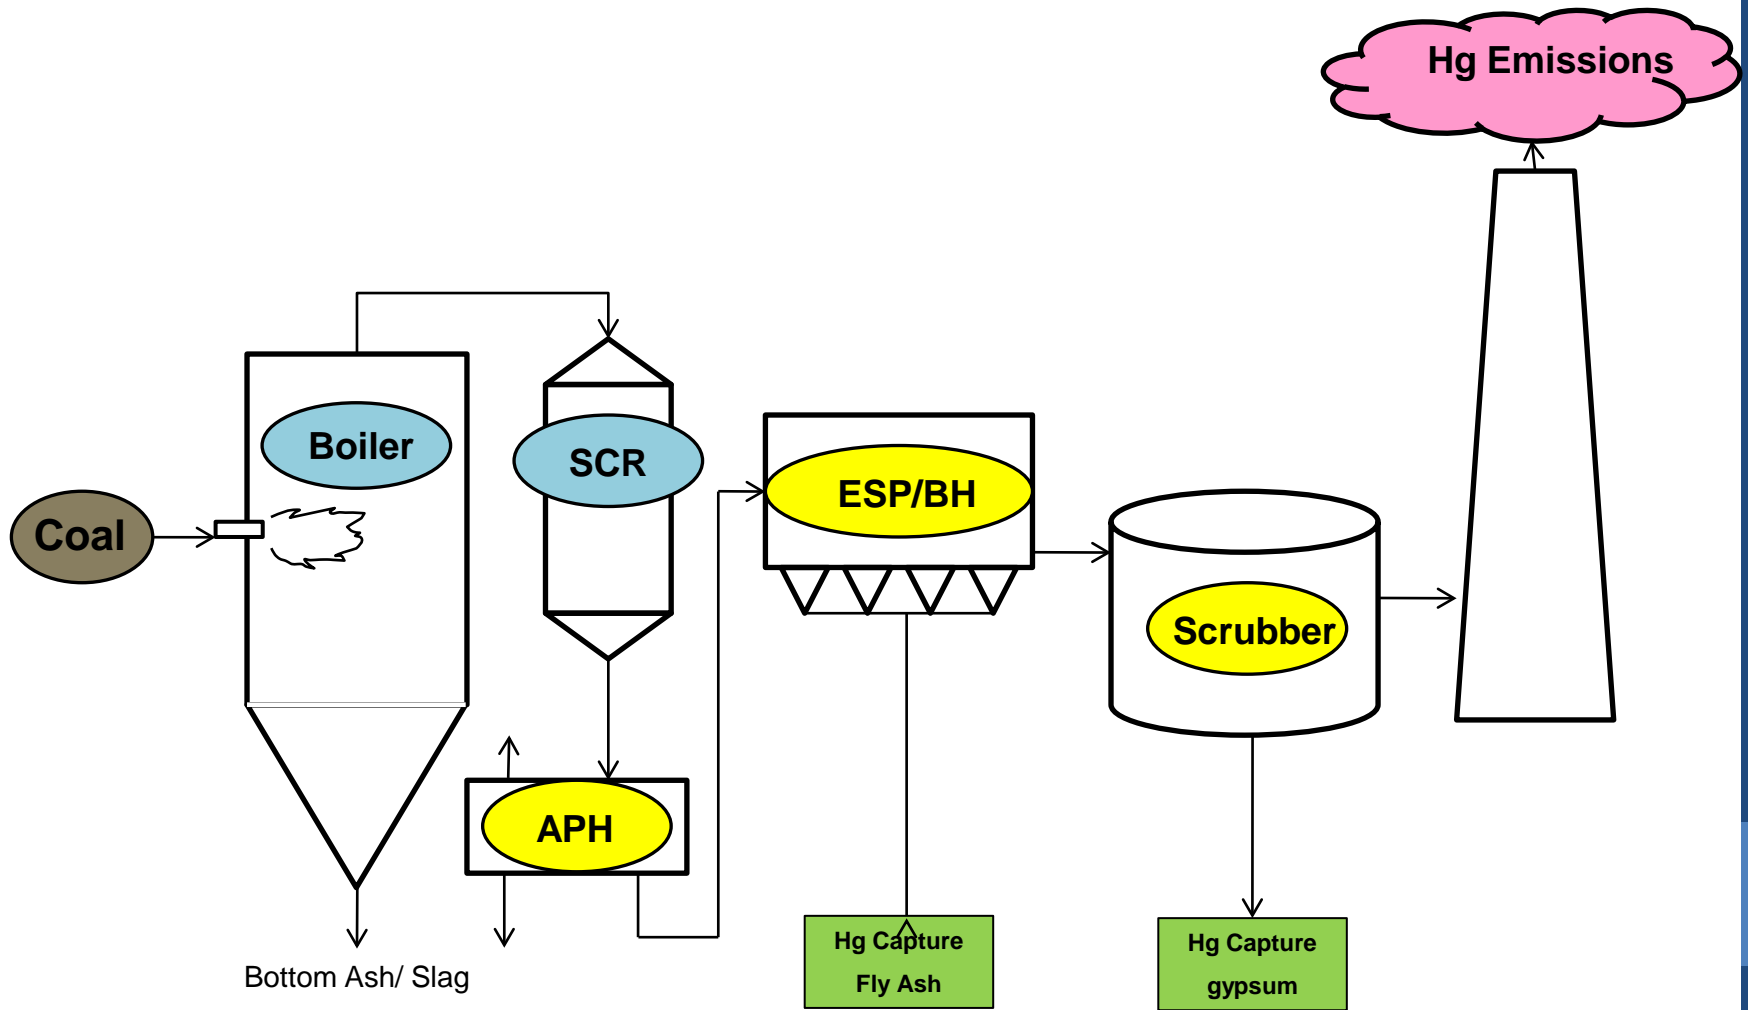 Hg Emissions
Boiler
SCR
Coal
ESP/BH
Scrubber
APH
Hg Capture
Fly Ash
Hg Capture
gypsum
Bottom Ash/ Slag